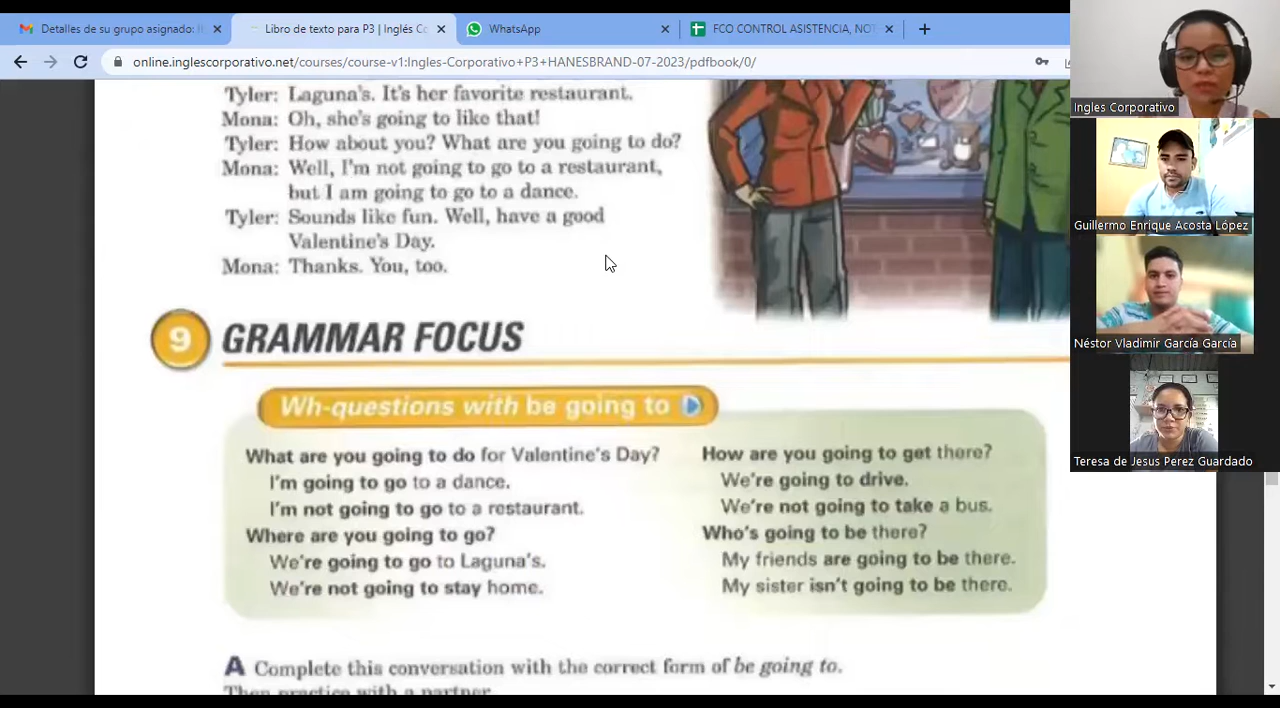 Detalles de su grupo asignado: I
Libro de texto para P3 | Inglés Co
WhatsApp
FCO CONTROL ASISTENCIA, NOT
online.inglescorporativo.net/courses/course-v1:Ingles-Corporativo+P3+HANESBRAND-07-2023/pdfbook/0/
Tyler: Laguna's. It's her favorite restaurant.
Mona: Oh, she's going to like that!
Tyler: How about you? What are you going to do?
Mona: Well, I'm not going to go to a restaurant,
but I am going to go to a dance.
Tyler: Sounds like fun. Well, have a good
Valentine's Day.
Mona: Thanks. You, too.
9 GRAMMAR FOCUS
Wh-questions with be going to
What are you going to do for Valentine's Day?
I'm going to go to a dance.
I'm not going to go to a restaurant.
Where are you going to go?
We're going to go to Laguna's.
We're not going to stay home.
How are you going to get there?
We're going to drive.
We're not going to take a bus.
Who's going to be there?
My friends are going to be there.
My sister isn't going to be there.
A Complete this conversation with the correct form of be going to.
Then practice with a partner.
Ingles Corporativo
Guillermo Enrique Acosta López
Néstor Vladimir García García
Teresa de Jesus Perez Guardado